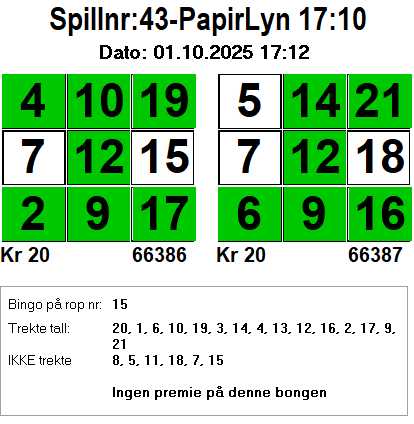 Spillnr:43-PapirLyn 17:10
Dato: 01.10.2025 17:12
4 10 19 5 14 21
7 12 15 7 12 18
2 9 17 6 9 16
Kr 20 66386 Kr 20 66387
Bingo på rop nr: 15
Trekte tall: 20, 1, 6, 10, 19, 3, 14, 4, 13, 12, 16, 2, 17, 9,
21
IKKE trekte 8, 5, 11, 18, 7, 15
Ingen premie på denne bongen